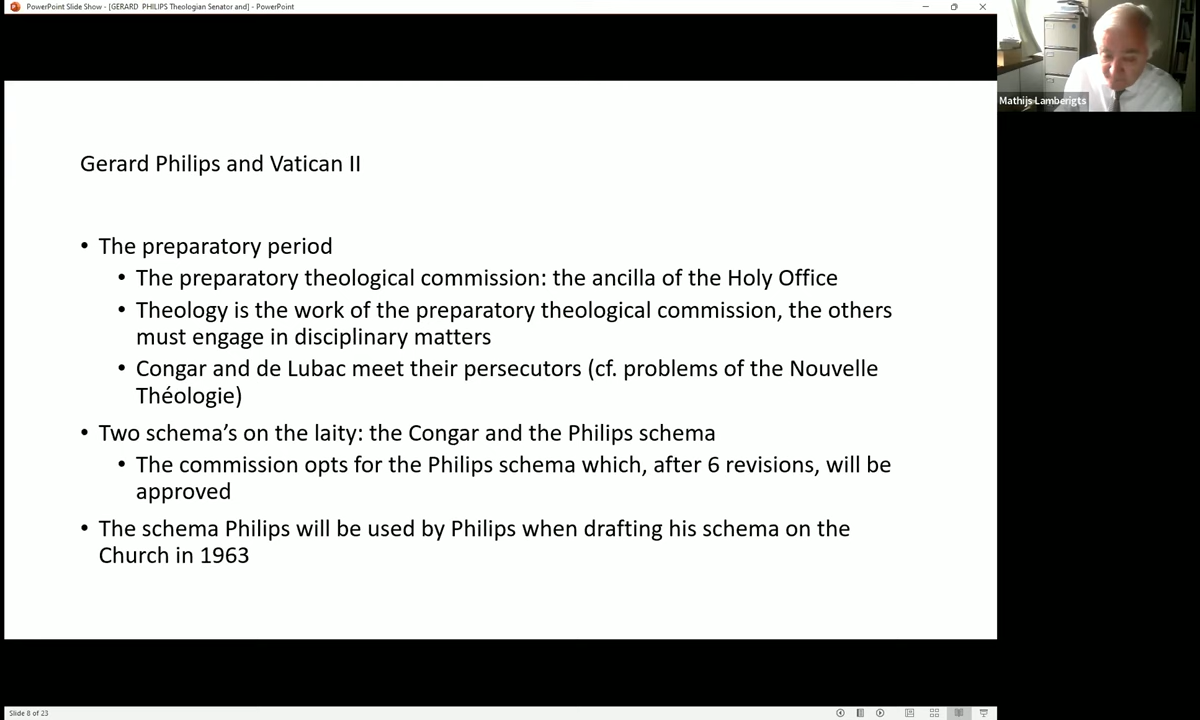 PowerPoint Slide Show - [GERARD PHILIPS Theologian Senator and] - PowerPoint
Mathijs Lamberigts
Gerard Philips and Vatican II
• The preparatory period
• The preparatory theological commission: the ancilla of the Holy Office
• Theology is the work of the preparatory theological commission, the others
must engage in disciplinary matters
• Congar and de Lubac meet their persecutors (cf. problems of the Nouvelle
Théologie)
• Two schema’s on the laity: the Congar and the Philips schema
• The commission opts for the Philips schema which, after 6 revisions, will be
approved
• The schema Philips will be used by Philips when drafting his schema on the
Church in 1963
Slide 8 of 23